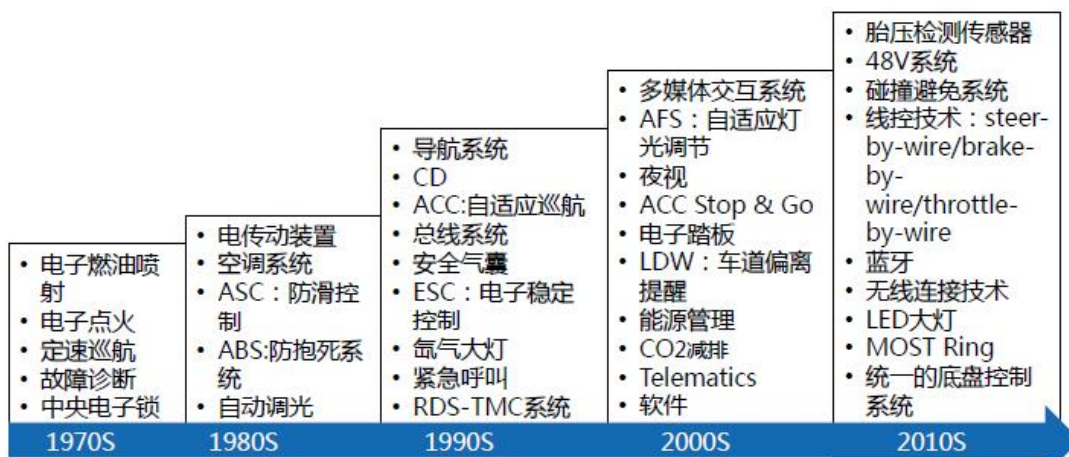 • 电子燃油喷
射
• 电子点火
• 定速巡航
• 故障诊断
• 中央电子锁
1970S
• 电传动装置
• 空调系统
• ASC：防滑控
制
• ABS:防抱死系
统
• 自动调光
1980S
• 导航系统
• CD
• ACC:自适应巡航
• 总线系统
• 安全气囊
• ESC：电子稳定
控制
• 氙气大灯
• 紧急呼叫
• RDS-TMC系统
1990S
• 多媒体交互系统
• AFS：自适应灯
光调节
• 夜视
• ACC Stop & Go
• 电子踏板
• LDW：车道偏离
提醒
• 能源管理
• CO2减排
• Telematics
• 软件
2000S
• 胎压检测传感器
• 48V系统
• 碰撞避免系统
• 线控技术：steer-
by-wire/brake-
by-
wire/throttle-
by-wire
• 蓝牙
• 无线连接技术
• LED大灯
• MOST Ring
• 统一的底盘控制
系统
2010S